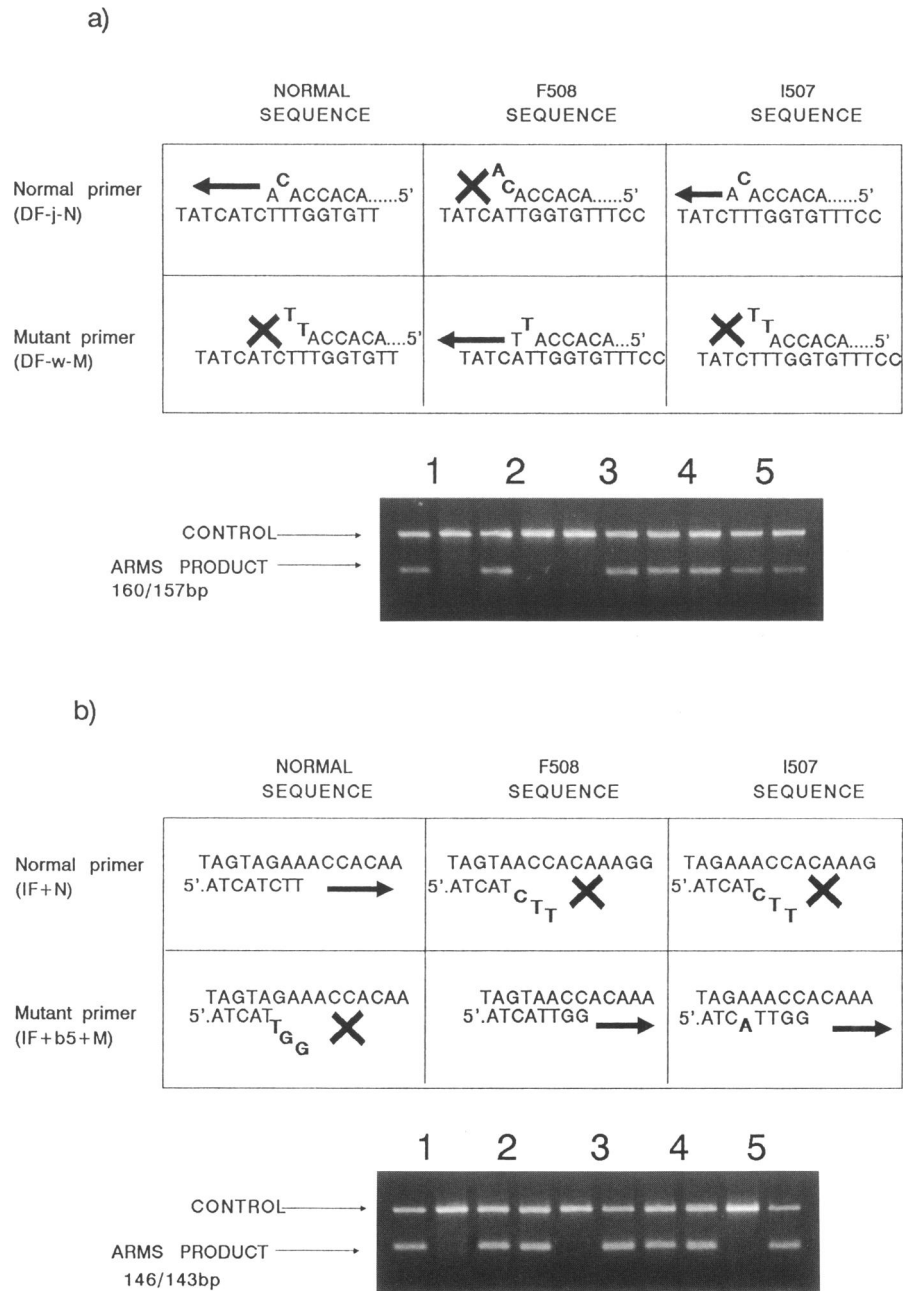 a)
NORMAL SEQUENCE
F508 SEQUENCE
I507 SEQUENCE
Normal primer
(DF-j-N)
C
A ACCACA......5'
TATCATCTTTGGTGTT
A
C
ACCACA......5'
TATCATTGGTGTTTCC
C
A ACCACA......5'
TATCTTTGGTGTTTCC
Mutant primer
(DF-w-M)
T
T
ACCACA....5'
TATCATCTTTGGTGTT
T
T ACCACA...5'
TATCATTGGTGTTTCC
T
T
ACCACA....5'
TATCTTTGGTGTTTCC
1 2 3 4 5
CONTROL
ARMS PRODUCT
160/157bp
b)
NORMAL SEQUENCE
F508 SEQUENCE
I507 SEQUENCE
Normal primer
(IF+N)
TAGTAGAAACCACAA
5'.ATCATCTT
TAGTAACCACAAAGG
5'.ATCAT
C
T
T
TAGAAACCACAAAG
5'.ATCAT
C
T
T
Mutant primer
(IF+b5+M)
TAGTAGAAACCACAA
5'.ATCAT
T
G
G
TAGTAACCACAAA
5'.ATCATTGG
TAGAAACCACAAA
5'.ATC A TTGG
1 2 3 4 5
CONTROL
ARMS PRODUCT
146/143bp